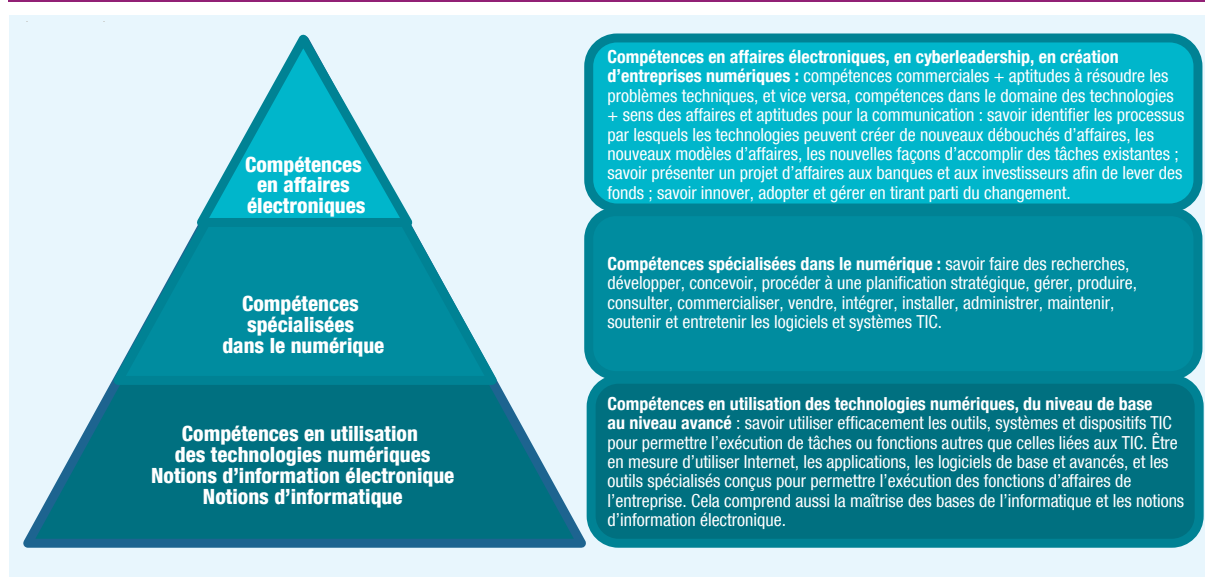 Compétences
en affaires
électroniques
Compétences en affaires électroniques, en cyberleadership, en création
d’entreprises numériques : compétences commerciales + aptitudes à résoudre les
problèmes techniques, et vice versa, compétences dans le domaine des technologies
+ sens des affaires et aptitudes pour la communication : savoir identifier les processus
par lesquels les technologies peuvent créer de nouveaux débouchés d’affaires, les
nouveaux modèles d’affaires, les nouvelles façons d’accomplir des tâches existantes ;
savoir présenter un projet d’affaires aux banques et aux investisseurs afin de lever des
fonds ; savoir innover, adopter et gérer en tirant parti du changement.
Compétences
spécialisées
dans le numérique
Compétences spécialisées dans le numérique : savoir faire des recherches,
développer, concevoir, procéder à une planification stratégique, gérer, produire,
consulter, commercialiser, vendre, intégrer, installer, administrer, maintenir,
soutenir et entretenir les logiciels et systèmes TIC.
Compétences en utilisation
des technologies numériques
Notions d’information électronique
Notions d’informatique
Compétences en utilisation des technologies numériques, du niveau de base
au niveau avancé : savoir utiliser efficacement les outils, systèmes et dispositifs TIC
pour permettre l’exécution de tâches ou fonctions autres que celles liées aux TIC. Être
en mesure d’utiliser Internet, les applications, les logiciels de base et avancés, et les
outils spécialisés conçus pour permettre l’exécution des fonctions d’affaires de
l’entreprise. Cela comprend aussi la maîtrise des bases de l’informatique et les notions
d’information électronique.